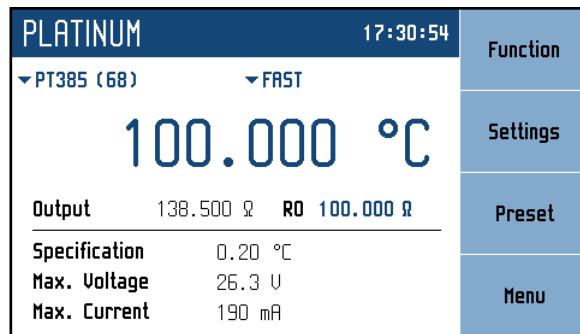 PLATINUM 17:30:54
PT385 (68) FAST
100.000 °C
Output 138.500 Ω R0 100.000 Ω
Specification 0.20 °C
Max. Voltage 26.3 V
Max. Current 190 mA
Function
Settings
Preset
Menu